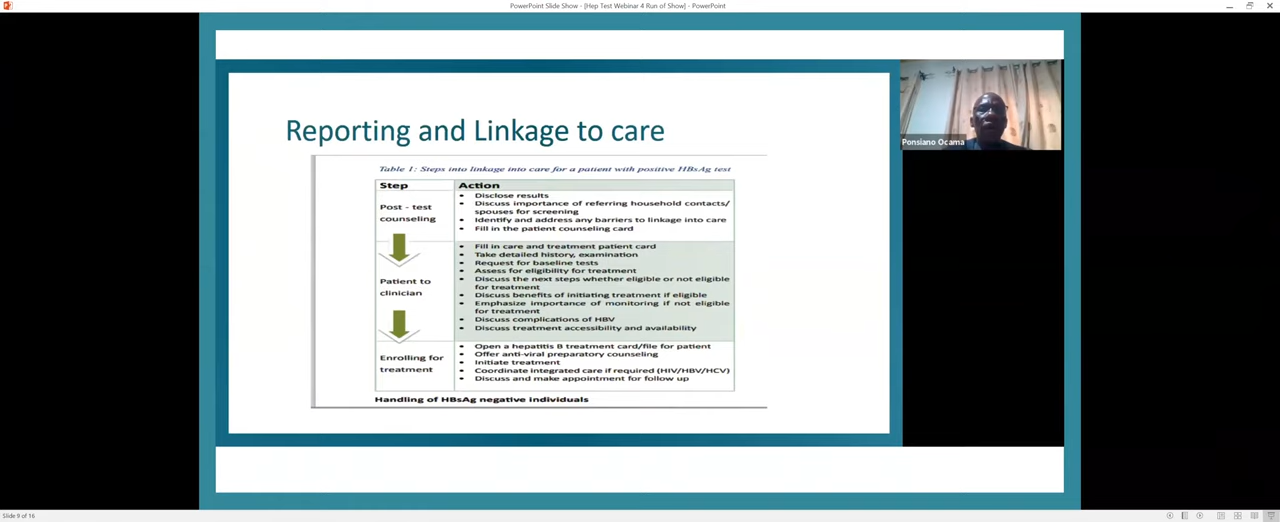 PowerPoint Slide Show - [Hep Test Webinar 4 Run of Show] - PowerPoint
Reporting and Linkage to care
Ponsiano Ocama
Table 1: Steps into linkage into care for a patient with positive HBsAg test
Step
Action
Post - test
counseling
• Disclose results
• Discuss importance of referring household contacts/
spouses for screening
• Identify and address any barriers to linkage into care
• Fill in the patient counseling card
Patient to
clinician
• Fill in care and treatment patient card
• Take detailed history, examination
• Request for baseline tests
• Assess for eligibility for treatment
• Discuss the next steps whether eligible or not eligible
for treatment
• Discuss benefits of initiating treatment if eligible
• Emphasize importance of monitoring if not eligible
for treatment
• Discuss complications of HBV
• Discuss treatment accessibility and availability
Enrolling for
treatment
• Open a hepatitis B treatment card/file for patient
• Offer anti-viral preparatory counseling
• Initiate treatment
• Coordinate integrated care if required (HIV/HBV/HCV)
• Discuss and make appointment for follow up
Handling of HBsAg negative individuals
Slide 9 of 16